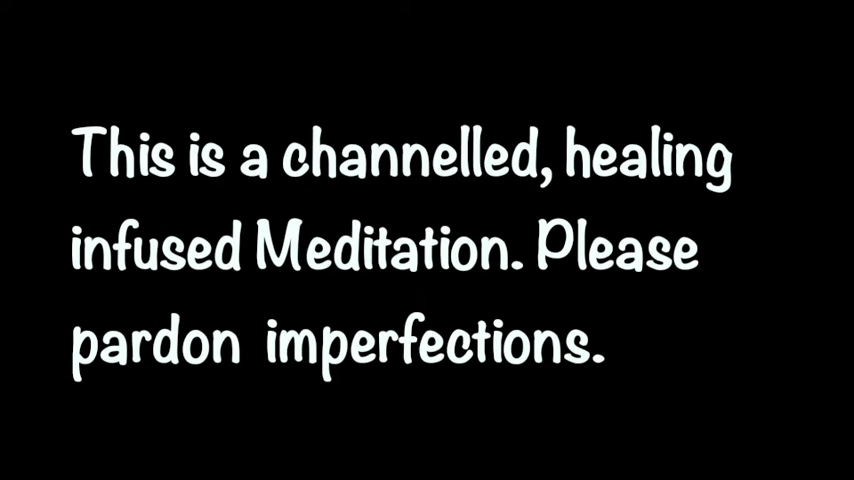 This is a channelled, healing
infused Meditation. Please
pardon imperfections.